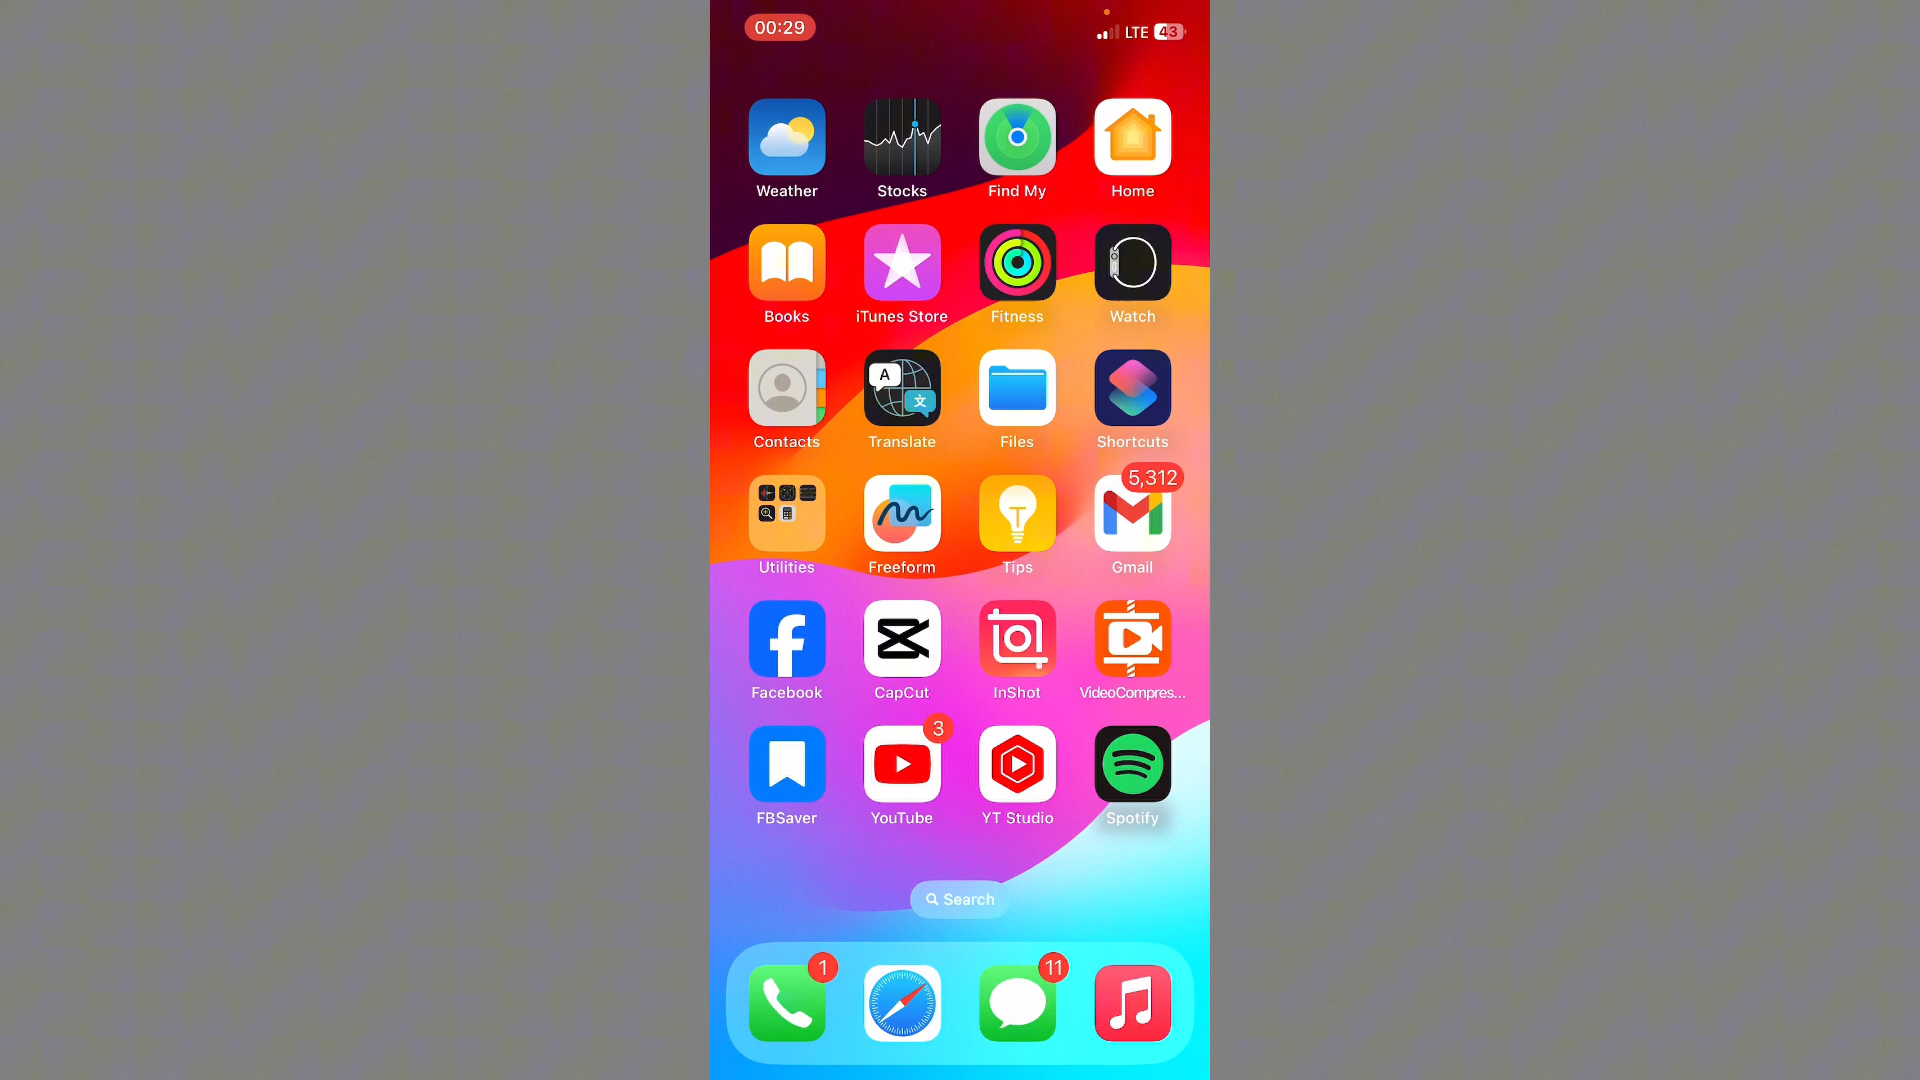 00:29 LTE 43
Weather Stocks Find My Home
Books iTunes Store Fitness Watch
A 文
Contacts Translate Files Shortcuts
5,312
Utilities Freeform Tips Gmail
Facebook CapCut InShot VideoCompres...
3
FBSaver YouTube YT Studio Spotify
Search
1 11